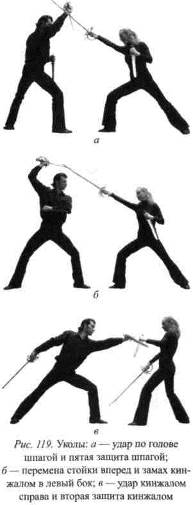 а
б
в
Рис. 119. Уколы: а — удар по голове
шпагой и пятая защита шпагой;
б — перемена стойки вперед и замах кин-
жалом в левый бок; в — удар кинжалом
справа и вторая защита кинжалом